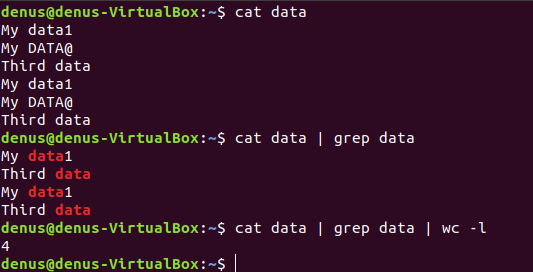 denus@denus-VirtualBox:~$ cat data
My data1
My DATA@
Third data
My data1
My DATA@
Third data
denus@denus-VirtualBox:~$ cat data | grep data
My data1
Third data
My data1
Third data
denus@denus-VirtualBox:~$ cat data | grep data | wc -l
4
denus@denus-VirtualBox:~$